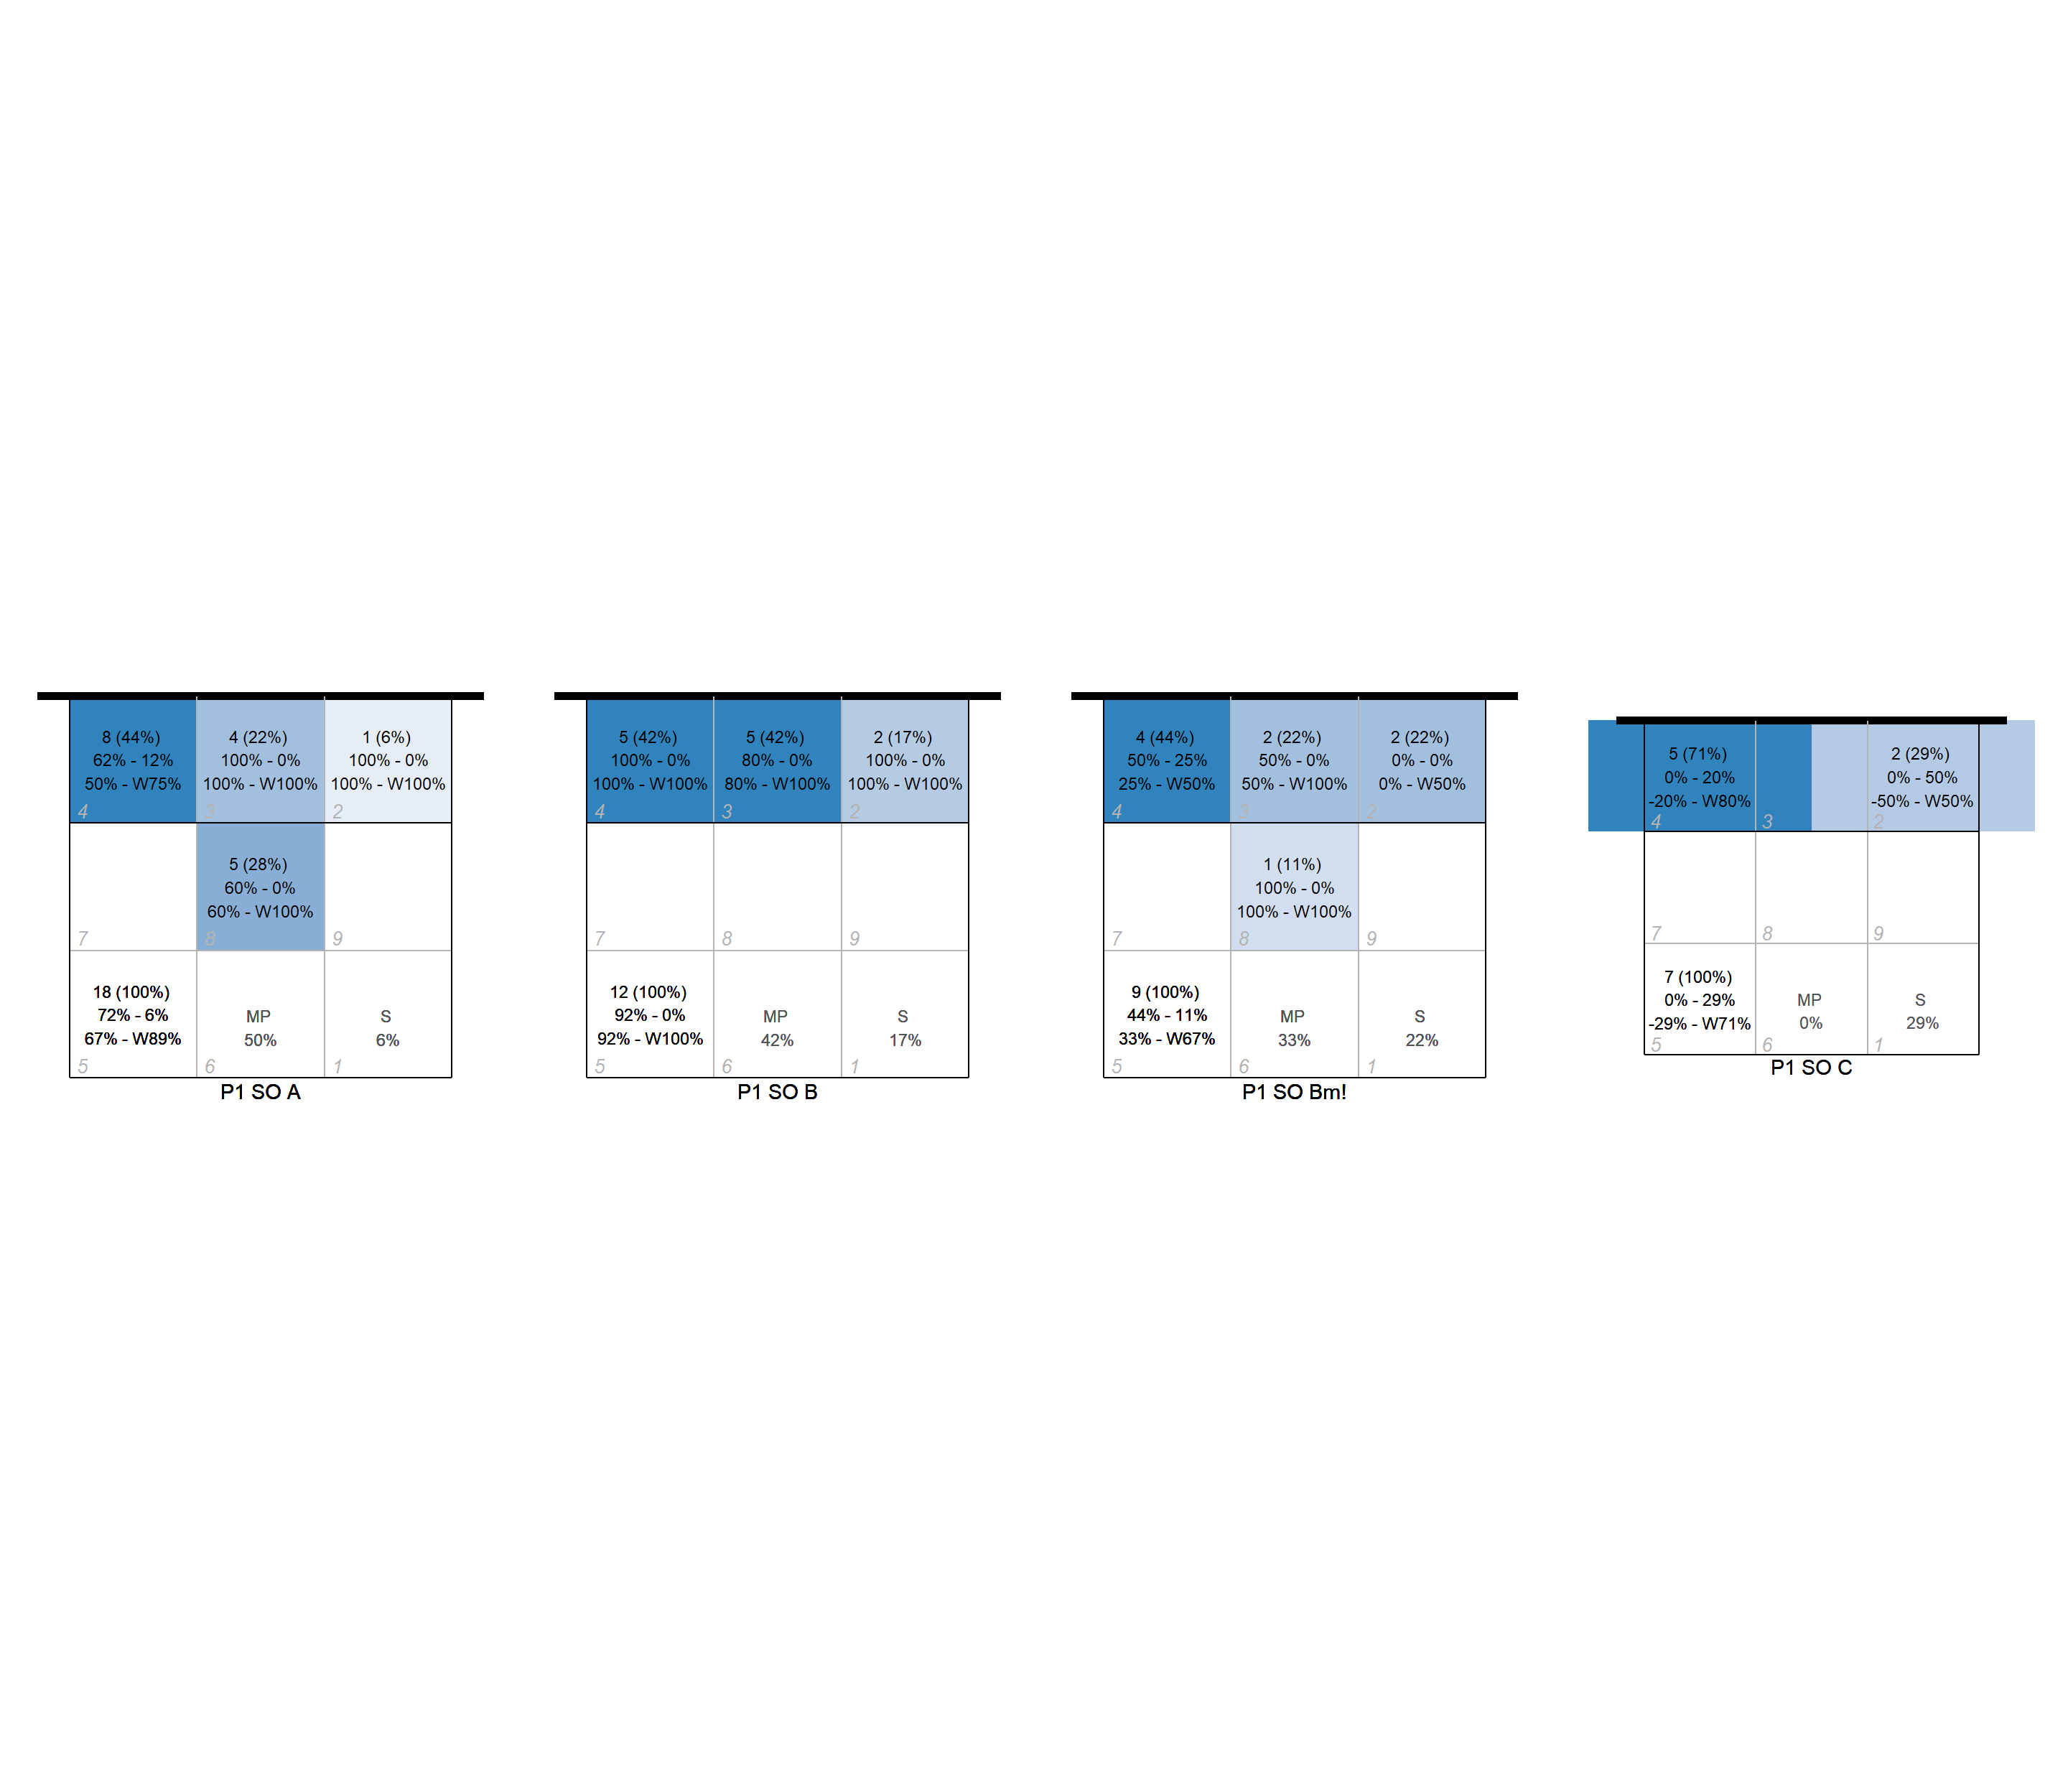 8 (44%)
62% - 12%
50% - W75%
4
4 (22%)
100% - 0%
100% - W100%
3
1 (6%)
100% - 0%
100% - W100%
2
7
5 (28%)
60% - 0%
60% - W100%
8
9
18 (100%)
72% - 6%
67% - W89%
5
MP
50%
6
S
6%
1
P1 SO A
5 (42%)
100% - 0%
100% - W100%
4
5 (42%)
80% - 0%
80% - W100%
3
2 (17%)
100% - 0%
100% - W100%
2
7
8
9
12 (100%)
92% - 0%
92% - W100%
5
MP
42%
6
S
17%
1
P1 SO B
4 (44%)
50% - 25%
25% - W50%
4
2 (22%)
50% - 0%
50% - W100%
3
2 (22%)
0% - 0%
0% - W50%
2
7
1 (11%)
100% - 0%
100% - W100%
8
9
9 (100%)
44% - 11%
33% - W67%
5
MP
33%
6
S
22%
1
P1 SO Bm!
5 (71%)
0% - 20%
-20% - W80%
4
3
2 (29%)
0% - 50%
-50% - W50%
2
7
8
9
7 (100%)
0% - 29%
-29% - W71%
5
MP
0%
6
S
29%
1
P1 SO C